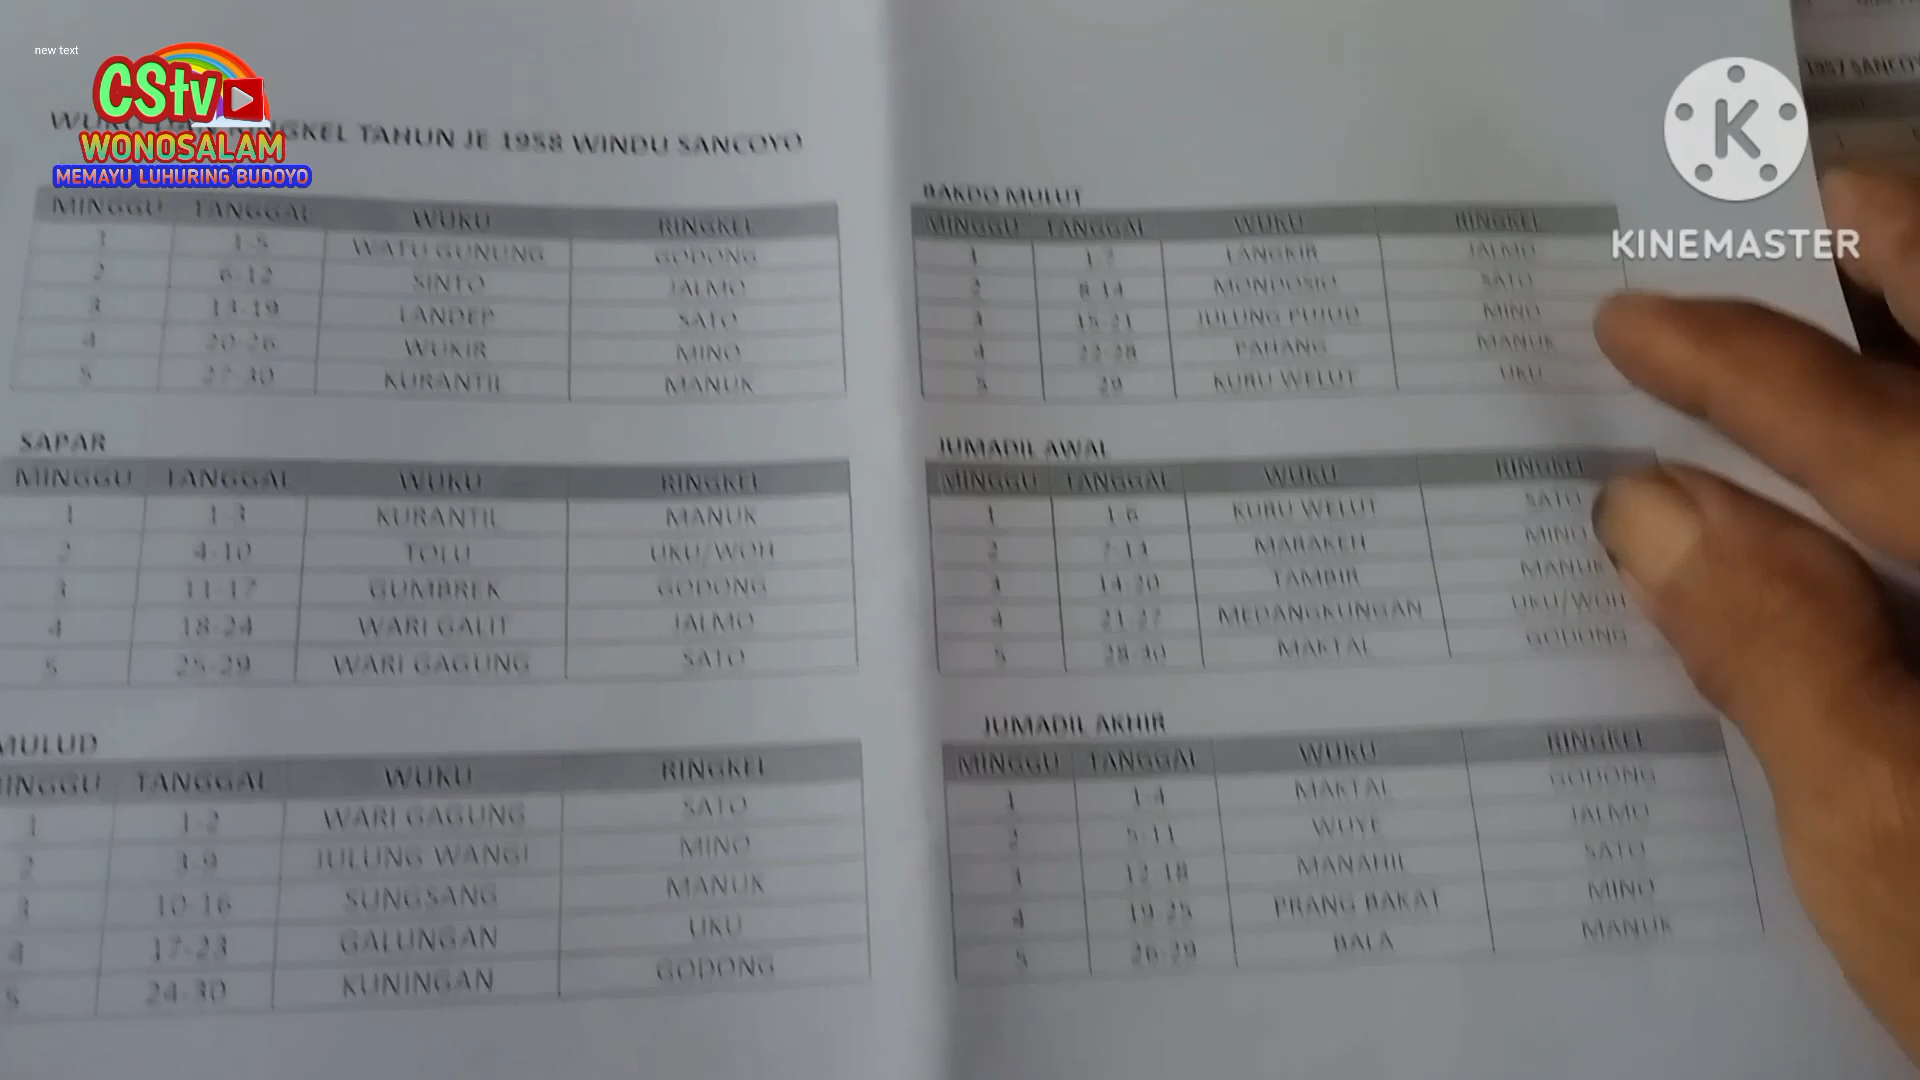 new text
CStv
WONOSALAM
MEMAYU LUHURING BUDOYO
K
KINEMASTER
1957 SANCOY
RINGKEL TAHUN JE 1958 WINDU SANCOYO
MINGGU TANGGAL WUKU RINGKEL
1 1-5 WATU GUNUNG GODONG
2 6-12 SINTO JALMO
3 13-19 LANDEP SATO
4 20-26 WUKIR MINO
5 27-30 KURANTIL MANUK
SAPAR
MINGGU TANGGAL WUKU RINGKEL
1 1-3 KURANTIL MANUK
2 4-10 TOLU UKU/WOH
3 11-17 GUMBREK GODONG
4 18-24 WARI GALIT JALMO
5 25-29 WARI GAGUNG SATO
MULUD
MINGGU TANGGAL WUKU RINGKEL
1 1-2 WARI GAGUNG SATO
2 3-9 JULUNG WANGI MINO
3 10-16 SUNGSANG MANUK
4 17-23 GALUNGAN UKU
5 24-30 KUNINGAN GODONG
BAKDO MULUT
MINGGU TANGGAL WUKU RINGKEL
1 1-7 LANGKIR JALMO
2 8-14 MONDOSIO SATO
3 15-21 JULUNG PUJUD MINO
4 22-28 PAHANG MANUK
5 29 KURU WELUT UKU
JUMADIL AWAL
MINGGU TANGGAL WUKU RINGKEL
1 1-6 KURU WELUT SATO
2 7-13 MARAKEH MINO
3 14-20 TAMBIR MANUK
4 21-27 MEDANGKUNGAN UKU/WOH
5 28-30 MAKTAL GODONG
JUMADIL AKHIR
MINGGU TANGGAL WUKU RINGKEL
1 1-4 MAKTAL GODONG
2 5-11 WUYE JALMO
3 12-18 MANAHIL SATO
4 19-25 PRANG BAKAT MINO
5 26-29 BALA MANUK